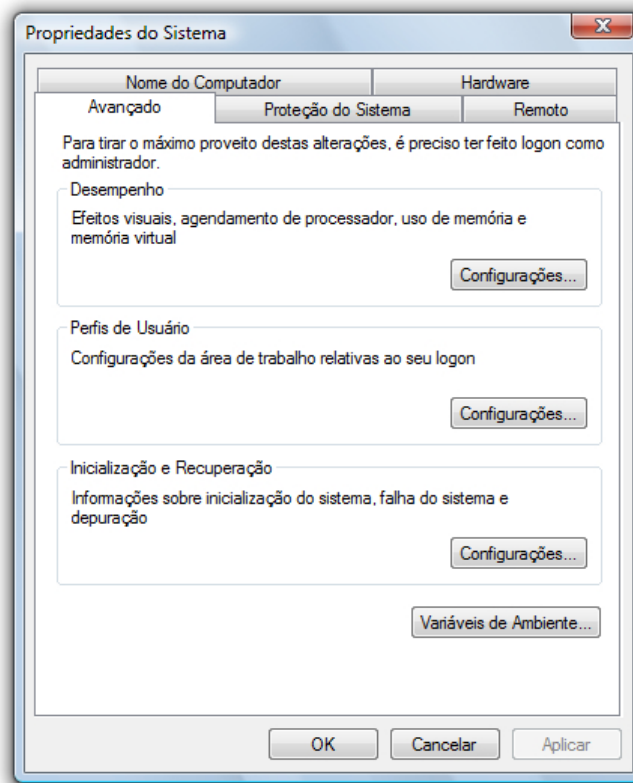 Propriedades do Sistema
Nome do Computador
Hardware
Avançado
Proteção do Sistema
Remoto
Para tirar o máximo proveito destas alterações, é preciso ter feito logon como
administrador.
Desempenho
Efeitos visuais, agendamento de processador, uso de memória e
memória virtual
Configurações...
Perfis de Usuário
Configurações da área de trabalho relativas ao seu logon
Configurações...
Inicialização e Recuperação
Informações sobre inicialização do sistema, falha do sistema e
depuração
Configurações...
Variáveis de Ambiente...
OK
Cancelar
Aplicar